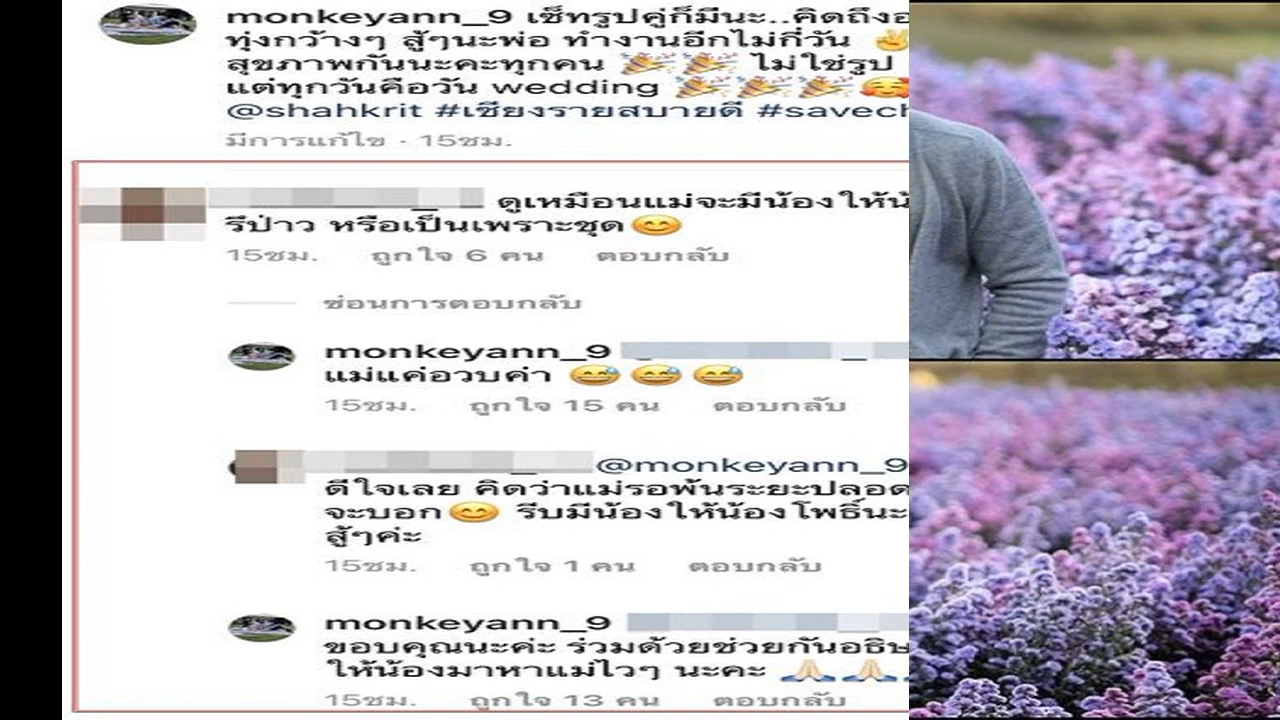 monkeyann_9 เซ็ทรูปคู่ก็มีนะ..คิดถึงอ
ทุ่งกว้างๆ สู้ๆนะพ่อ ทำงานอีกไม่กี่วัน ✌
สุขภาพกันนะคะทุกคน 🎉🎉 ไม่ใช่รูป
แต่ทุกวันคือวัน wedding 🎉🎉🎉🥰
@shahkrit #เชียงรายสบายดี #savech
มีการแก้ไข · 15ชม.
ดูเหมือนแม่จะมีน้องให้น้
รึป่าว หรือเป็นเพราะชุด😊
15ชม. ถูกใจ 6 คน ตอบกลับ
ซ่อนการตอบกลับ
monkeyann_9
แม่แค่อวบค่า 😅😅😅
15ชม. ถูกใจ 15 คน ตอบกลับ
@monkeyann_9
ดีใจเลย คิดว่าแม่รอพ้นระยะปลอด
จะบอก😊 รีบมีน้องให้น้องโพธิ์นะ
สู้ๆค่ะ
15ชม. ถูกใจ 1 คน ตอบกลับ
monkeyann_9
ขอบคุณนะค่ะ ร่วมด้วยช่วยกันอธิษ
ให้น้องมาหาแม่ไวๆ นะคะ 🙏🏻🙏🏻
15ชม. ถูกใจ 13 คน ตอบกลับ